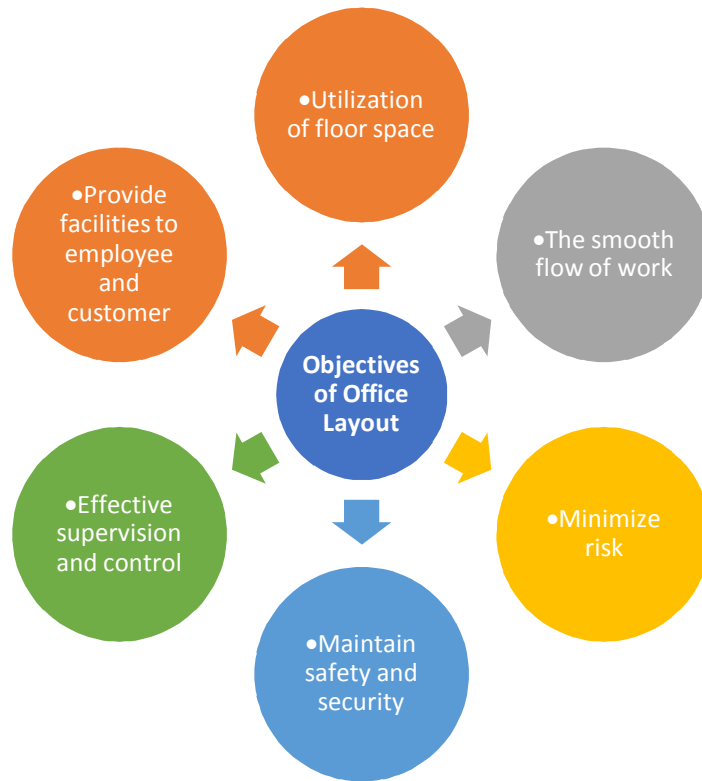 •Utilization
of floor space
•The smooth
flow of work
•Minimize
risk
•Maintain
safety and
security
•Effective
supervision
and control
•Provide
facilities to
employee
and
customer
Objectives
of Office
Layout